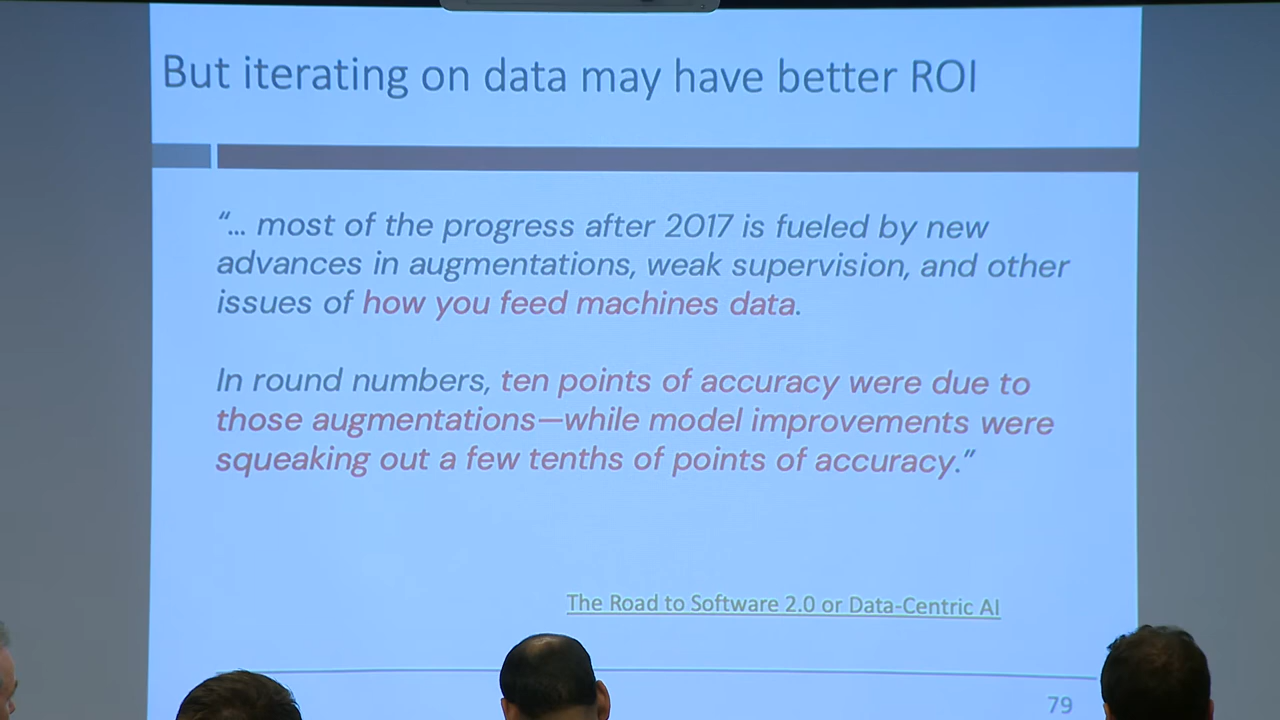 But iterating on data may have better ROI
“… most of the progress after 2017 is fueled by new
advances in augmentations, weak supervision, and other
issues of how you feed machines data.
In round numbers, ten points of accuracy were due to
those augmentations—while model improvements were
squeaking out a few tenths of points of accuracy.”
The Road to Software 2.0 or Data-Centric AI
79